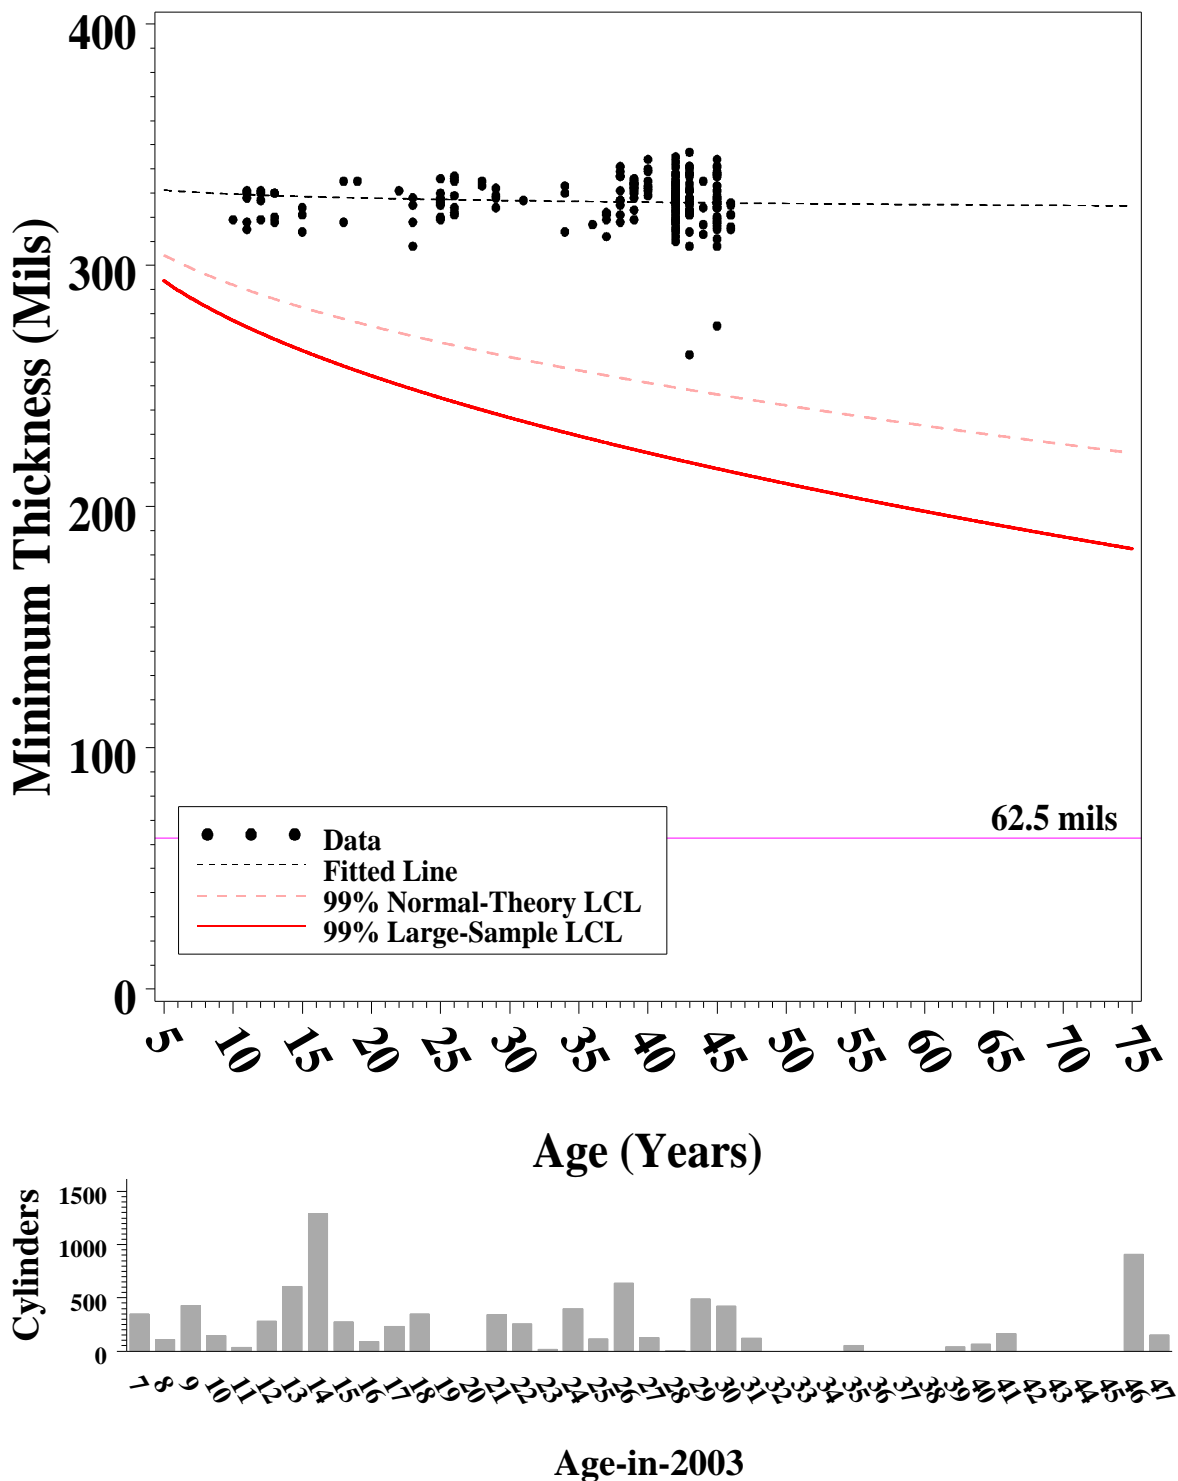 400
300
200
100
0
Minimum Thickness (Mils)
62.5 mils
Data
Fitted Line
99% Normal-Theory LCL
99% Large-Sample LCL
5 10 15 20 25 30 35 40 45 50 55 60 65 70 75
Age (Years)
1500
1000
500
0
Cylinders
7 8 9 10 11 12 13 14 15 16 17 18 19 20 21 22 23 24 25 26 27 28 29 30 31 32 33 34 35 36 37 38 39 40 41 42 43 44 45 46 47
Age-in-2003